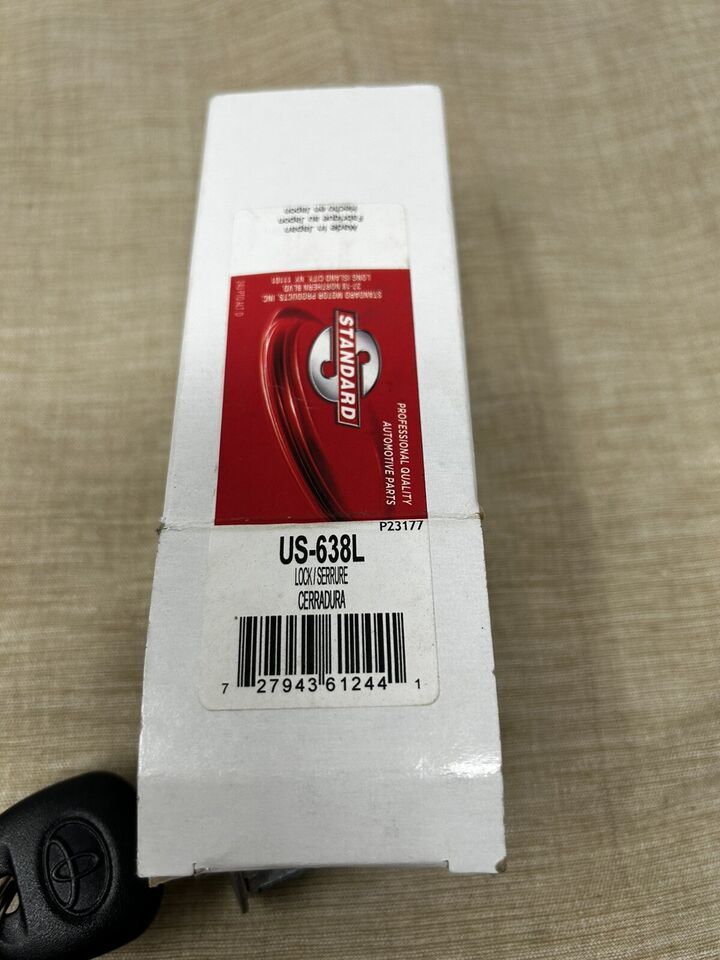 Made in Japan
Fabriqué au Japon
Hecho en Japon
STANDARD MOTOR PRODUCTS, INC.
37-18 NORTHERN BLVD.
LONG ISLAND CITY, NY 11101
S
STANDARD
PROFESSIONAL QUALITY
AUTOMOTIVE PARTS
P23177
US-638L
LOCK / SERRURE
CERRADURA
7 27943 61244 1